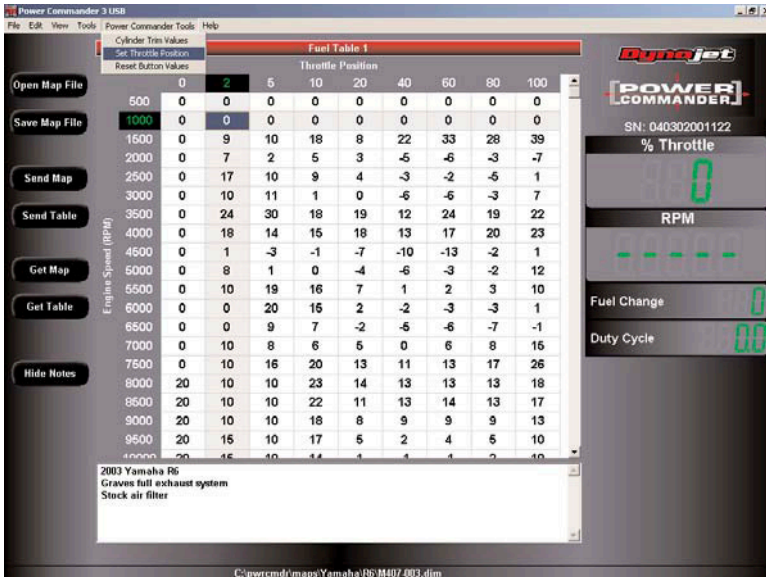 Power Commander 3 USB
File Edit View Tools Power Commander Tools Help
Cylinder Trim Values
Set Throttle Position
Reset Button Values
Fuel Table 1
Throttle Position
0 2 5 10 20 40 60 80 100
500 0 0 0 0 0 0 0 0 0
1000 0 0 0 0 0 0 0 0 0
1500 0 9 10 18 8 22 33 28 39
2000 0 7 2 5 3 -5 -6 -3 -7
2500 0 17 10 9 4 -3 -2 -5 1
3000 0 10 11 1 0 -6 -6 -3 7
3500 0 24 30 18 19 12 24 19 22
4000 0 18 14 15 18 13 17 20 23
4500 0 1 -3 -1 -7 -10 -13 -2 1
5000 0 8 1 0 -4 -6 -3 -2 12
5500 0 10 19 16 7 1 2 3 10
6000 0 0 20 15 2 -2 -3 -3 1
6500 0 0 9 7 -2 -5 -6 -7 -1
7000 0 10 8 6 5 0 6 8 15
7500 0 10 16 20 13 11 13 17 26
8000 20 10 10 23 14 13 13 13 18
8500 20 10 10 22 11 13 14 13 17
9000 20 10 10 18 8 9 9 9 13
9500 20 15 10 17 5 2 4 5 10
Engine Speed (RPM)
Open Map File
Save Map File
Send Map
Send Table
Get Map
Get Table
Hide Notes
Dynojet
POWER
COMMANDER
SN: 040302001122
% Throttle
0
RPM
-----
Fuel Change 0
Duty Cycle 0.0
2003 Yamaha R6
Graves full exhaust system
Stock air filter
C:\pwrcmdr\maps\Yamaha\R6\M407-003.djm